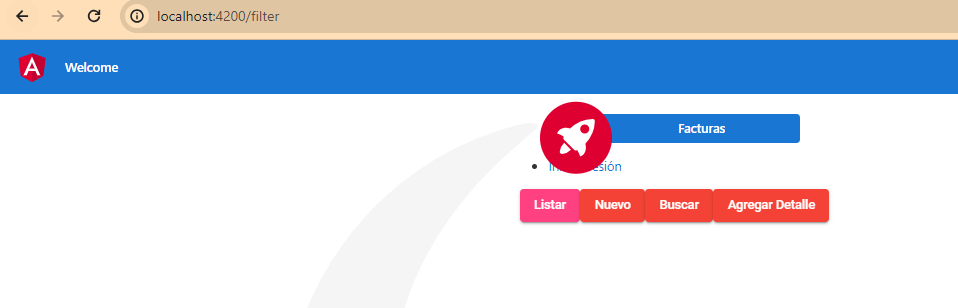 localhost:4200/filter
Welcome
Facturas
Listar Nuevo Buscar Agregar Detalle